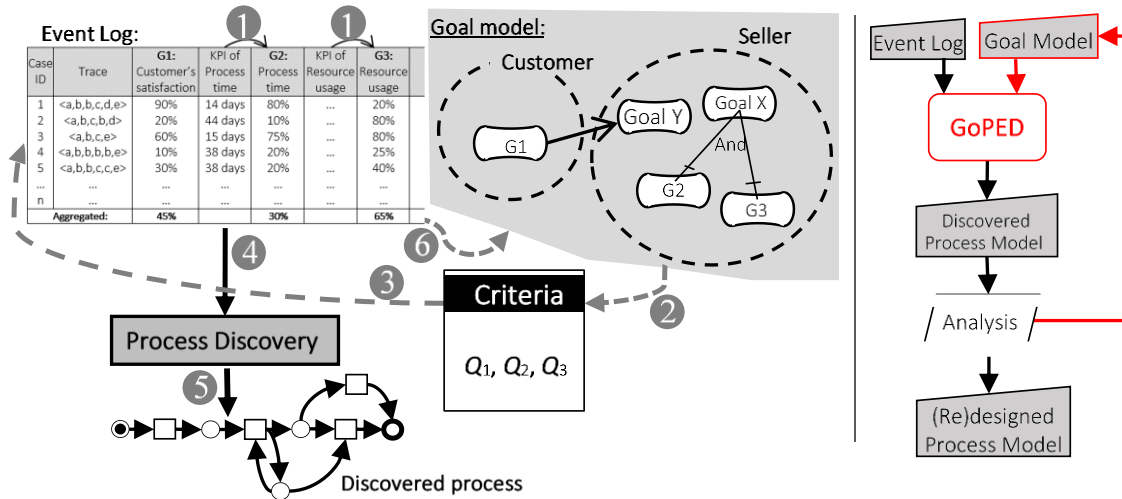 1 1
Event Log:
Case ID Trace G1: Customer's satisfaction KPI of Process time G2: Process time KPI of Resource usage G3: Resource usage
1 <a,b,b,c,d,e> 90% 14 days 80% ... 20%
2 <a,b,c,b,d> 20% 44 days 10% ... 80%
3 <a,b,c,e> 60% 15 days 75% ... 80%
4 <a,b,b,b,b,e> 10% 38 days 20% ... 25%
5 <a,b,b,c,c,e> 30% 38 days 20% ... 40%
... ... ... ... ... ...
n ... ... ... ... ...
Aggregated: 45% 30% 65%
Goal model:
Seller
Customer
Goal X
Goal Y
And
G1
G2
G3
6
4
3
2
Criteria
Q1, Q2, Q3
Process Discovery
5
Discovered process
Event Log
Goal Model
GoPED
Discovered
Process Model
Analysis
(Re)designed
Process Model